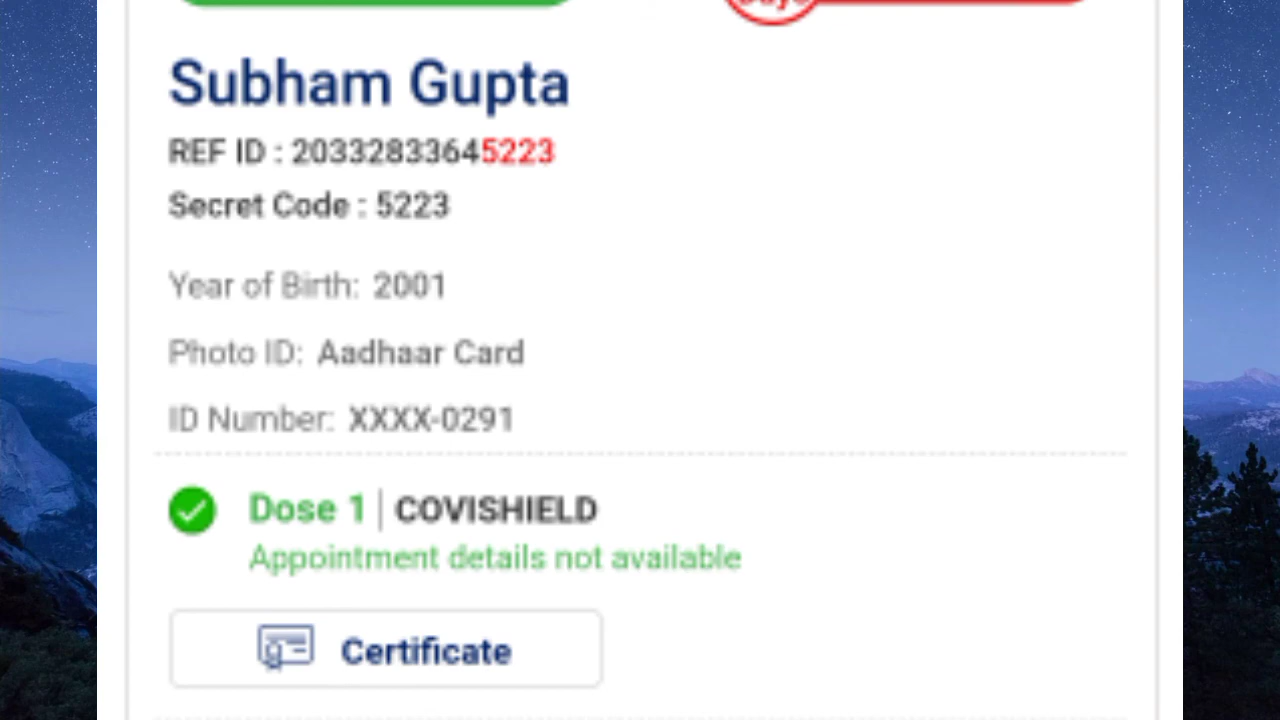 Subham Gupta
REF ID : 20332833645223
Secret Code : 5223
Year of Birth: 2001
Photo ID: Aadhaar Card
ID Number: XXXX-0291
Dose 1 | COVISHIELD
Appointment details not available
Certificate